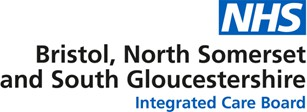 NHS
Bristol, North Somerset
and South Gloucestershire
Integrated Care Board